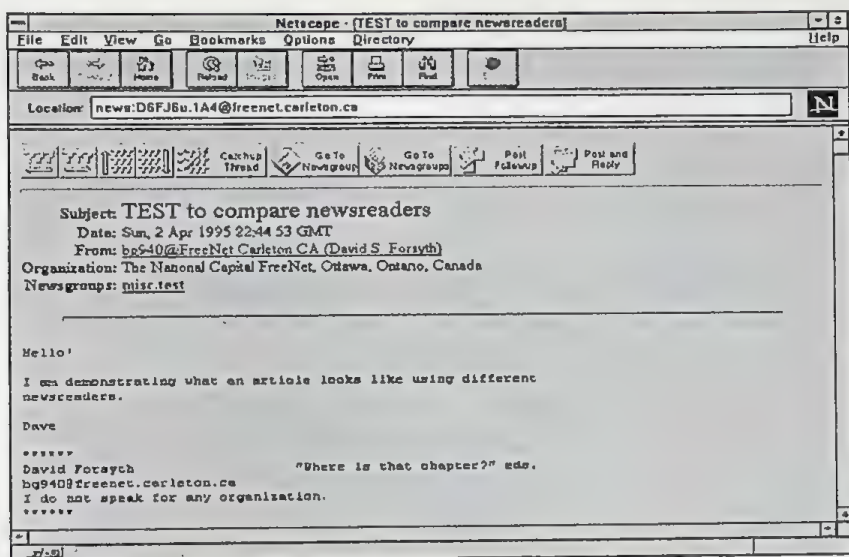 Netscape - [TEST to compare newsreaders]
File Edit View Go Bookmarks Options Directory Help
Back Home Reload Open Print Find
Location: news:D6FJ6u.1A4@freenet.carleton.ca
N
Catchup Thread Go To Newsgroup Go To Newsgroups Post Followup Post and Reply
Subject: TEST to compare newsreaders
Date: Sun, 2 Apr 1995 22:44 53 GMT
From: bg940@FreeNet Carleton CA (David S. Forsyth)
Organization: The National Capital FreeNet, Ottawa, Ontario, Canada
Newsgroups: misc.test
Hello!
I am demonstrating what an article looks like using different
newsreaders.
Dave
******
David Forsyth "Where is that chapter?" eds.
bg940@freenet.carleton.ca
I do not speak for any organization.
******